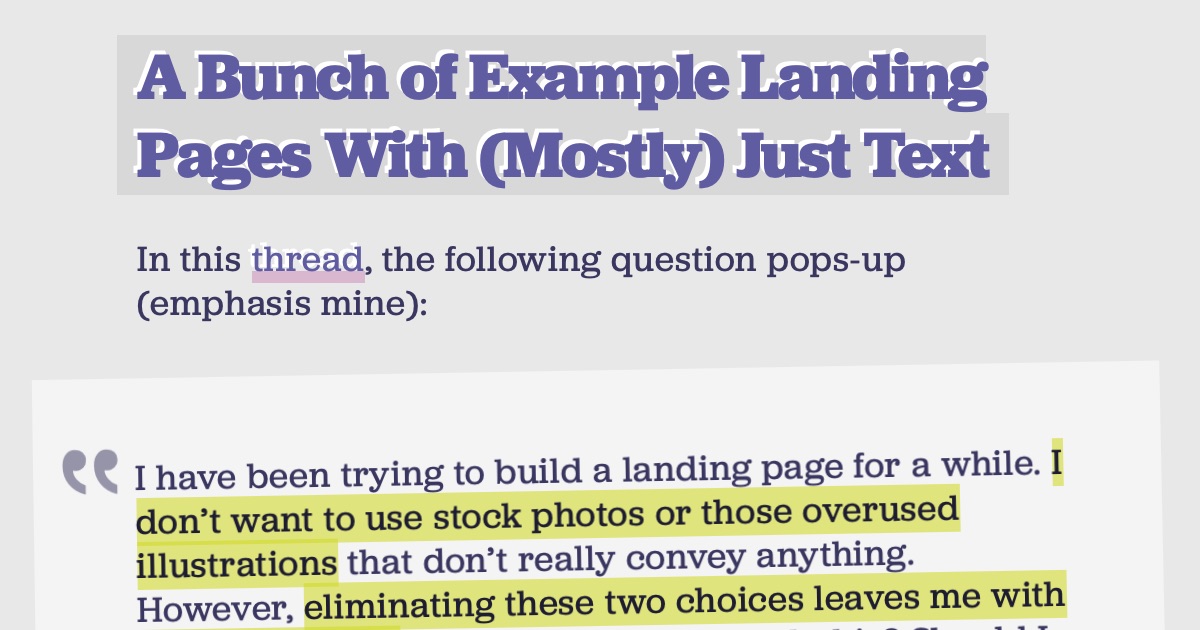 A Bunch of Example Landing
Pages With (Mostly) Just Text
In this thread, the following question pops-up
(emphasis mine):
“ I have been trying to build a landing page for a while. I
don’t want to use stock photos or those overused
illustrations that don’t really convey anything.
However, eliminating these two choices leaves me with